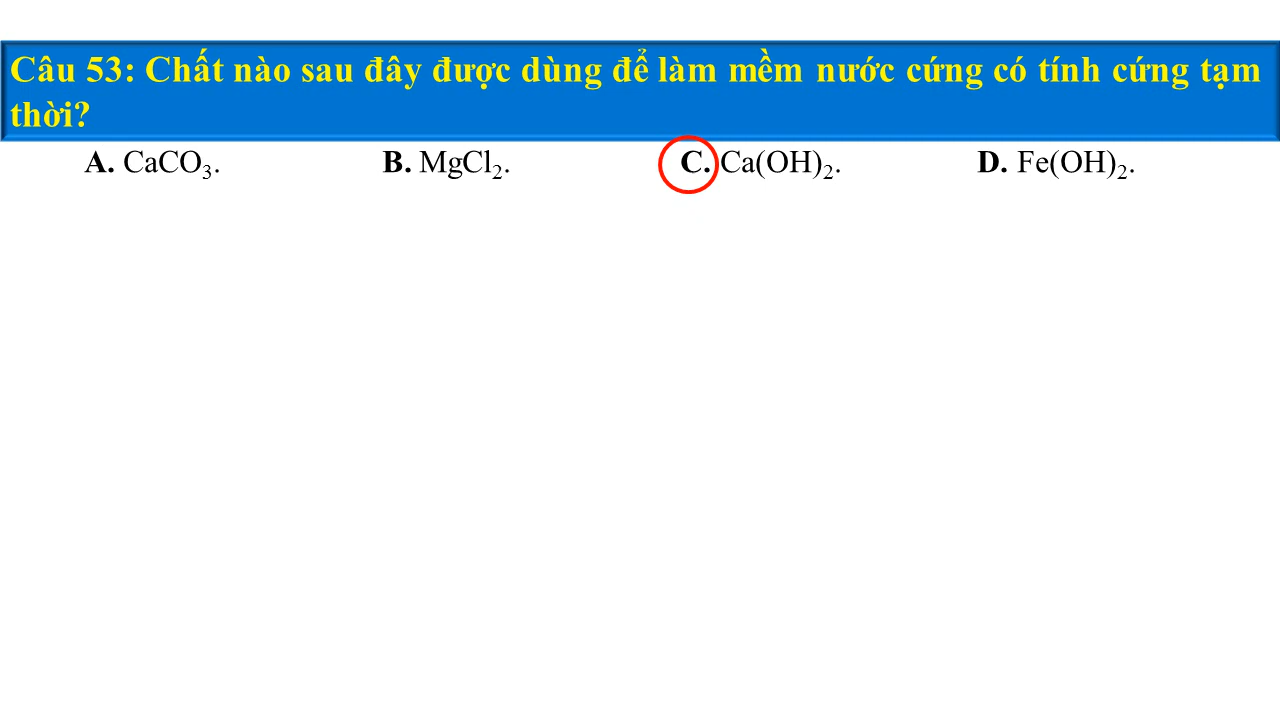 Câu 53: Chất nào sau đây được dùng để làm mềm nước cứng có tính cứng tạm
thời?
A. CaCO₃. B. MgCl₂. C. Ca(OH)₂. D. Fe(OH)₂.